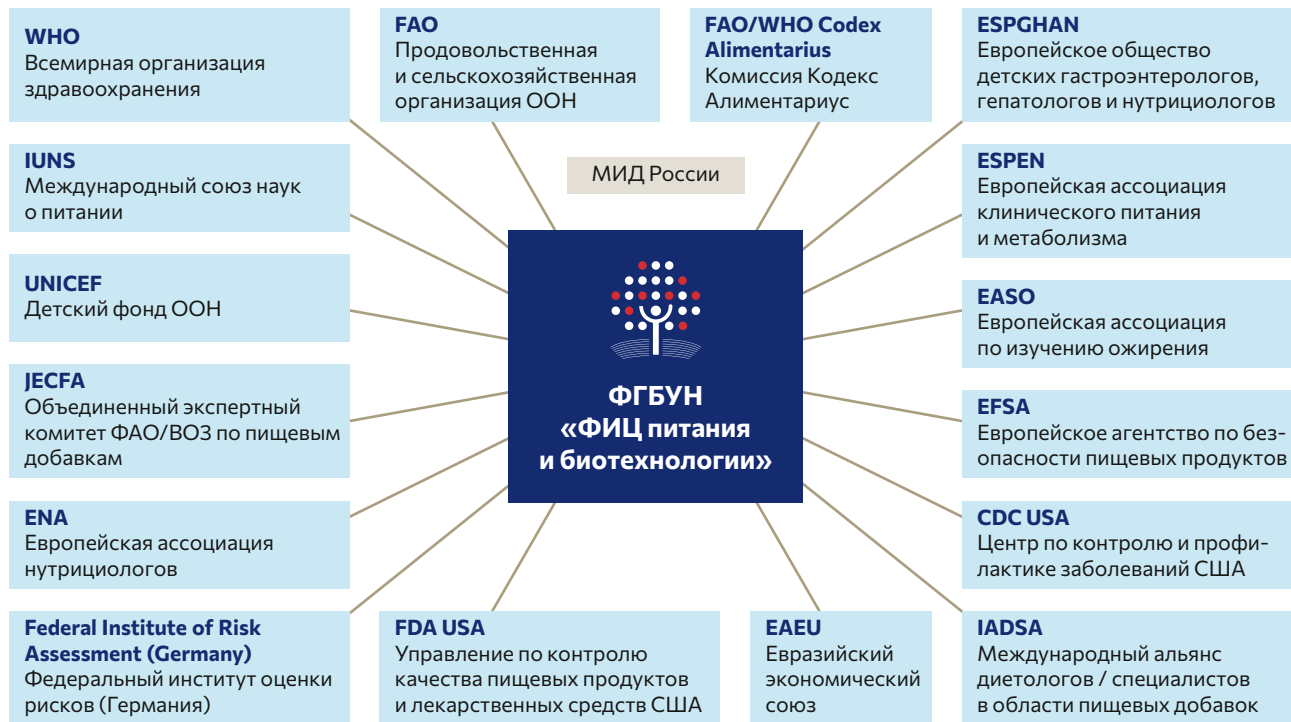 WHO
Всемирная организация
здравоохранения
FAO
Продовольственная
и сельскохозяйственная
организация ООН
FAO/WHO Codex
Alimentarius
Комиссия Кодекс
Алиментариус
ESPGHAN
Европейское общество
детских гастроэнтерологов,
гепатологов и нутрициологов
IUNS
Международный союз наук
о питании
МИД России
ESPEN
Европейская ассоциация
клинического питания
и метаболизма
UNICEF
Детский фонд ООН
EASO
Европейская ассоциация
по изучению ожирения
ФГБУН
«ФИЦ питания
и биотехнологии»
JECFA
Объединенный экспертный
комитет ФАО/ВОЗ по пищевым
добавкам
EFSA
Европейское агентство по без-
опасности пищевых продуктов
ENA
Европейская ассоциация
нутрициологов
CDC USA
Центр по контролю и профи-
лактике заболеваний США
Federal Institute of Risk
Assessment (Germany)
Федеральный институт оценки
рисков (Германия)
FDA USA
Управление по контролю
качества пищевых продуктов
и лекарственных средств США
EAEU
Евразийский
экономический
союз
IADSA
Международный альянс
диетологов / специалистов
в области пищевых добавок